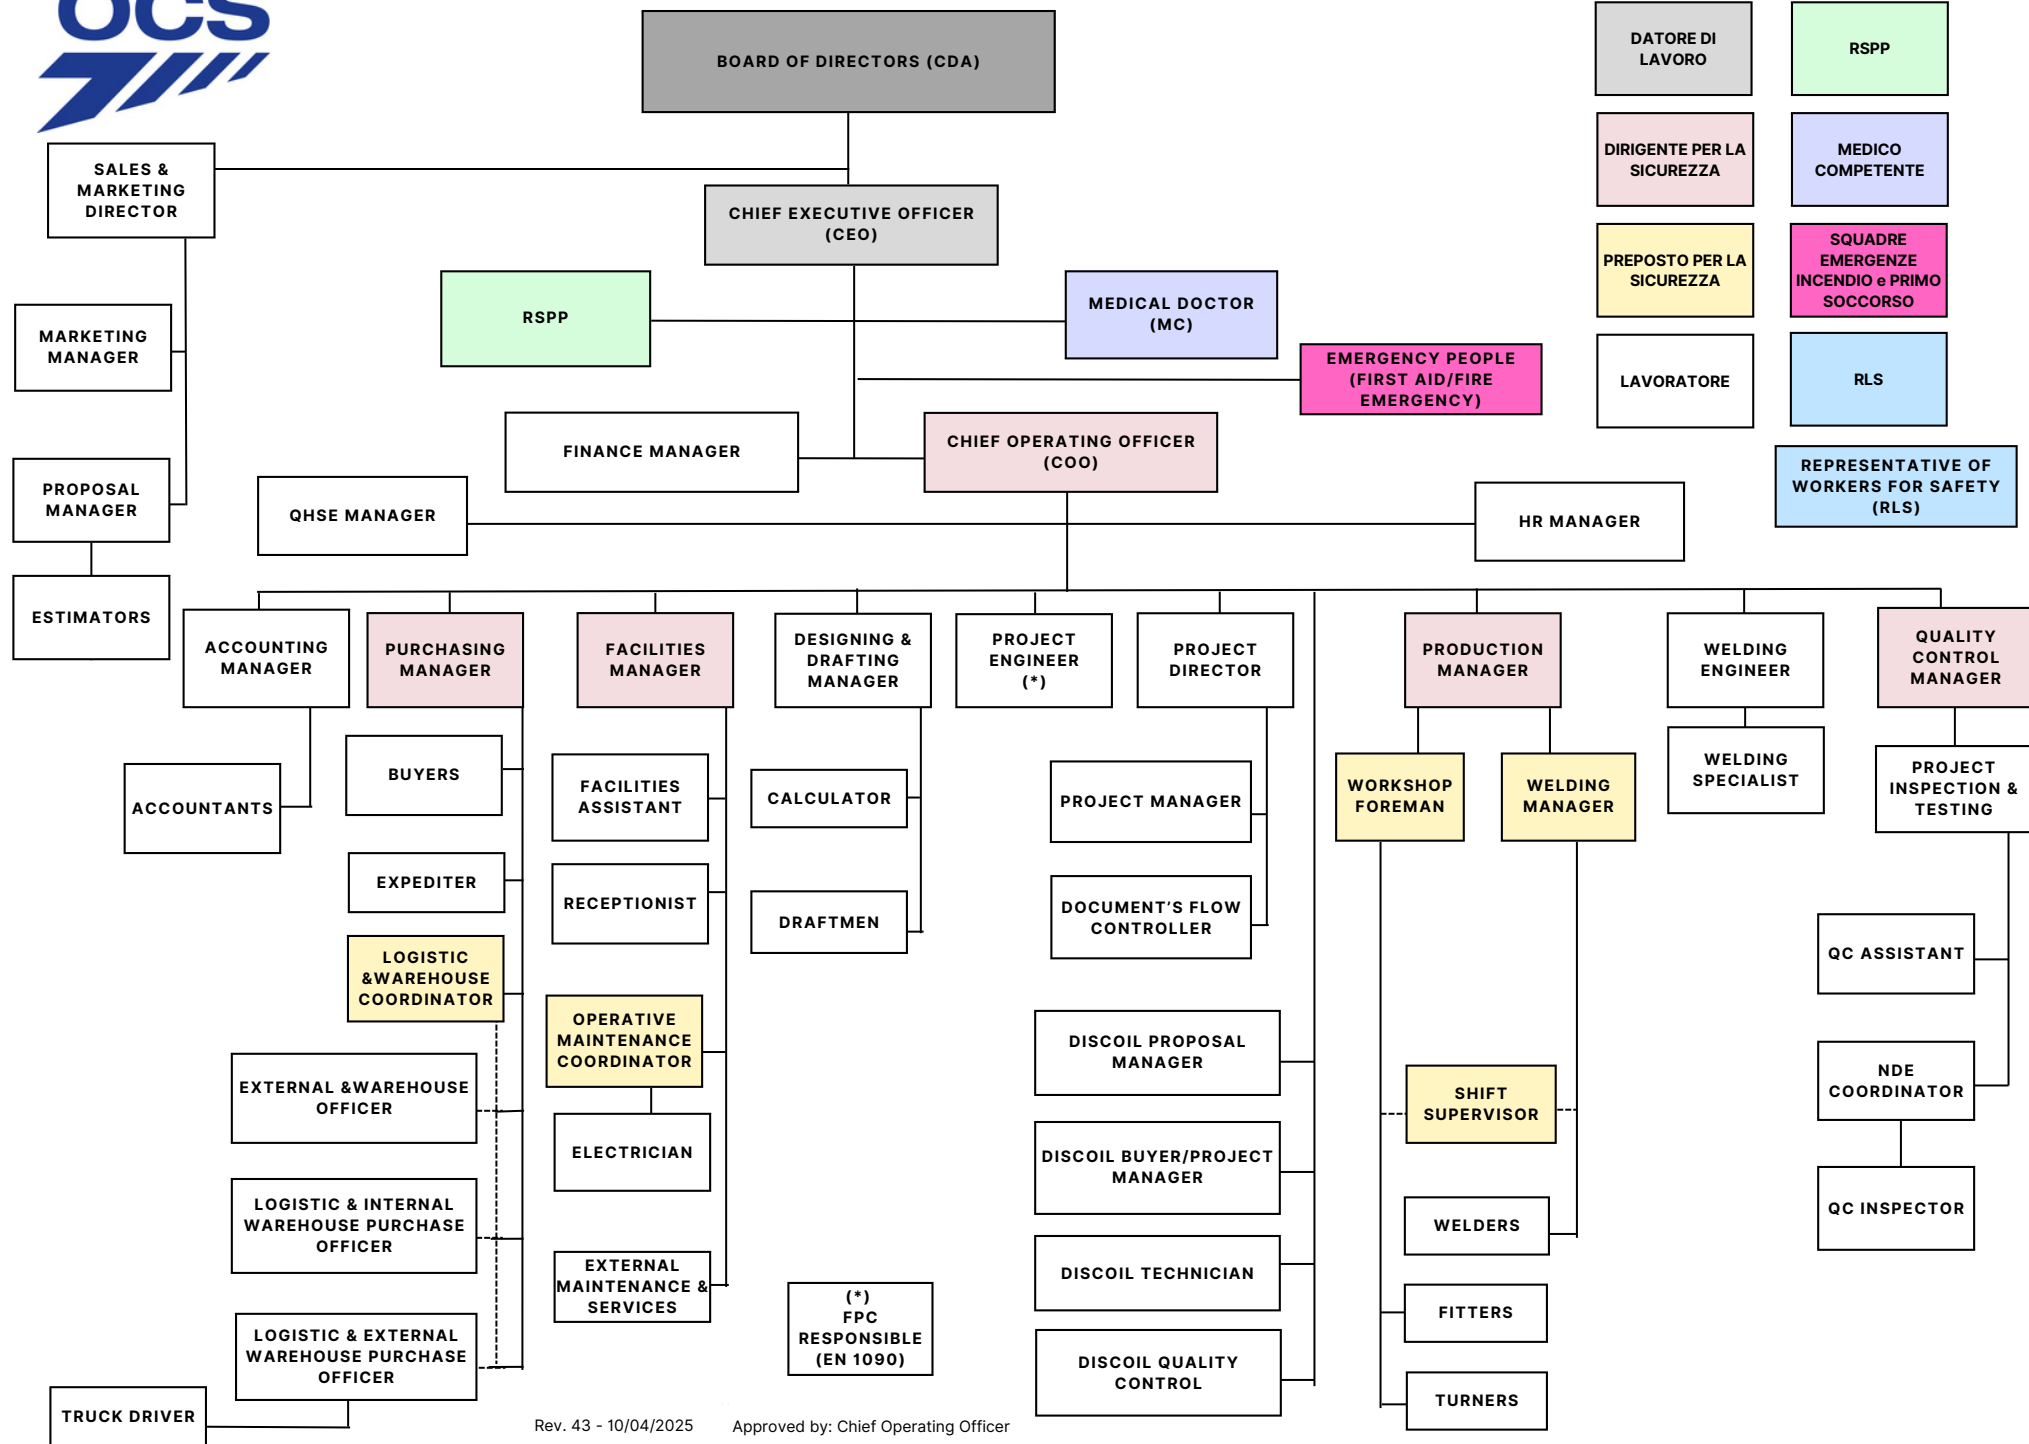 OCS
BOARD OF DIRECTORS (CDA)
DATORE DI
LAVORO
RSPP
DIRIGENTE PER LA
SICUREZZA
MEDICO
COMPETENTE
PREPOSTO PER LA
SICUREZZA
SQUADRE
EMERGENZE
INCENDIO e PRIMO
SOCCORSO
LAVORATORE
RLS
REPRESENTATIVE OF
WORKERS FOR SAFETY
(RLS)
SALES &
MARKETING
DIRECTOR
CHIEF EXECUTIVE OFFICER
(CEO)
RSPP
MEDICAL DOCTOR
(MC)
EMERGENCY PEOPLE
(FIRST AID/FIRE
EMERGENCY)
MARKETING
MANAGER
FINANCE MANAGER
CHIEF OPERATING OFFICER
(COO)
PROPOSAL
MANAGER
QHSE MANAGER
HR MANAGER
ESTIMATORS
ACCOUNTING
MANAGER
PURCHASING
MANAGER
FACILITIES
MANAGER
DESIGNING &
DRAFTING
MANAGER
PROJECT
ENGINEER
(*)
PROJECT
DIRECTOR
PRODUCTION
MANAGER
WELDING
ENGINEER
QUALITY
CONTROL
MANAGER
ACCOUNTANTS
BUYERS
EXPEDITER
LOGISTIC
&WAREHOUSE
COORDINATOR
EXTERNAL &WAREHOUSE
OFFICER
LOGISTIC & INTERNAL
WAREHOUSE PURCHASE
OFFICER
LOGISTIC & EXTERNAL
WAREHOUSE PURCHASE
OFFICER
TRUCK DRIVER
FACILITIES
ASSISTANT
RECEPTIONIST
OPERATIVE
MAINTENANCE
COORDINATOR
ELECTRICIAN
EXTERNAL
MAINTENANCE &
SERVICES
CALCULATOR
DRAFTMEN
(*)
FPC
RESPONSIBLE
(EN 1090)
PROJECT MANAGER
DOCUMENT’S FLOW
CONTROLLER
DISCOIL PROPOSAL
MANAGER
DISCOIL BUYER/PROJECT
MANAGER
DISCOIL TECHNICIAN
DISCOIL QUALITY
CONTROL
WORKSHOP
FOREMAN
WELDING
MANAGER
SHIFT
SUPERVISOR
WELDERS
FITTERS
TURNERS
WELDING
SPECIALIST
PROJECT
INSPECTION &
TESTING
QC ASSISTANT
NDE
COORDINATOR
QC INSPECTOR
Rev. 43 - 10/04/2025 Approved by: Chief Operating Officer